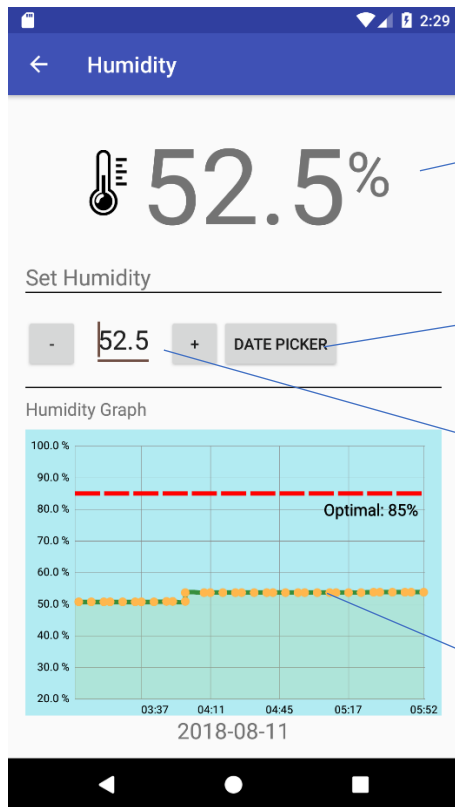 2:29
Humidity
52.5%
Set Humidity
- 52.5 + DATE PICKER
Humidity Graph
100.0 %
90.0 %
80.0 %
Optimal: 85%
70.0 %
60.0 %
50.0 %
40.0 %
30.0 %
20.0 %
03:37 04:11 04:45 05:17 05:52
2018-08-11